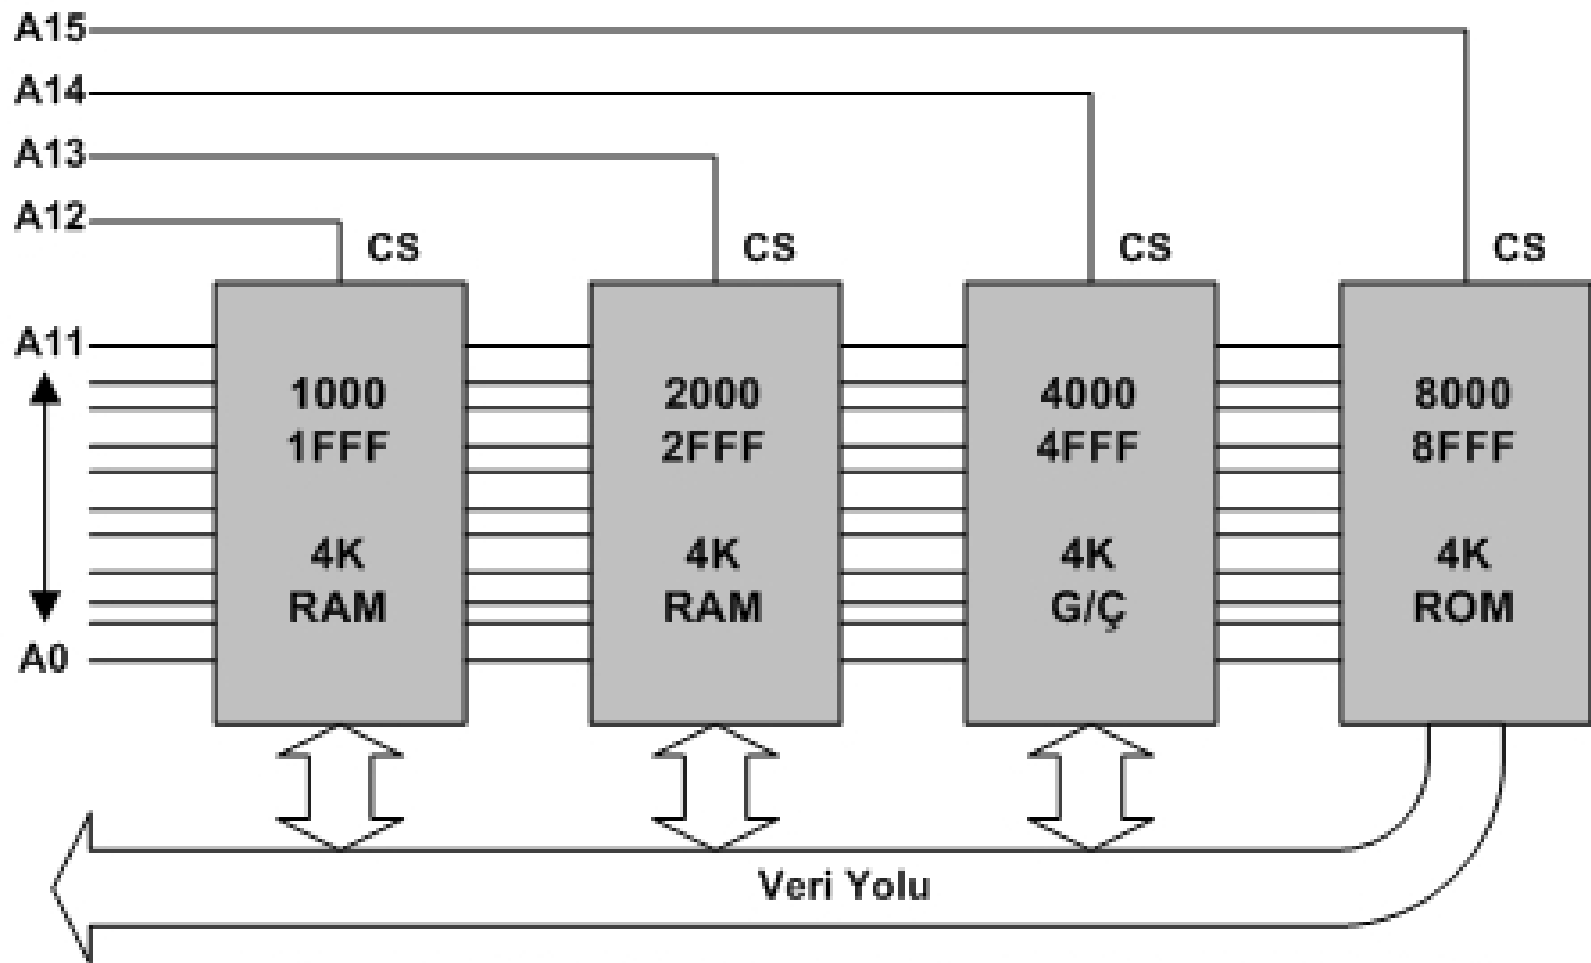 A15
A14
A13
A12
CS
CS
CS
CS
A11
A0
1000
1FFF
4K
RAM
2000
2FFF
4K
RAM
4000
4FFF
4K
G/Ç
8000
8FFF
4K
ROM
Veri Yolu